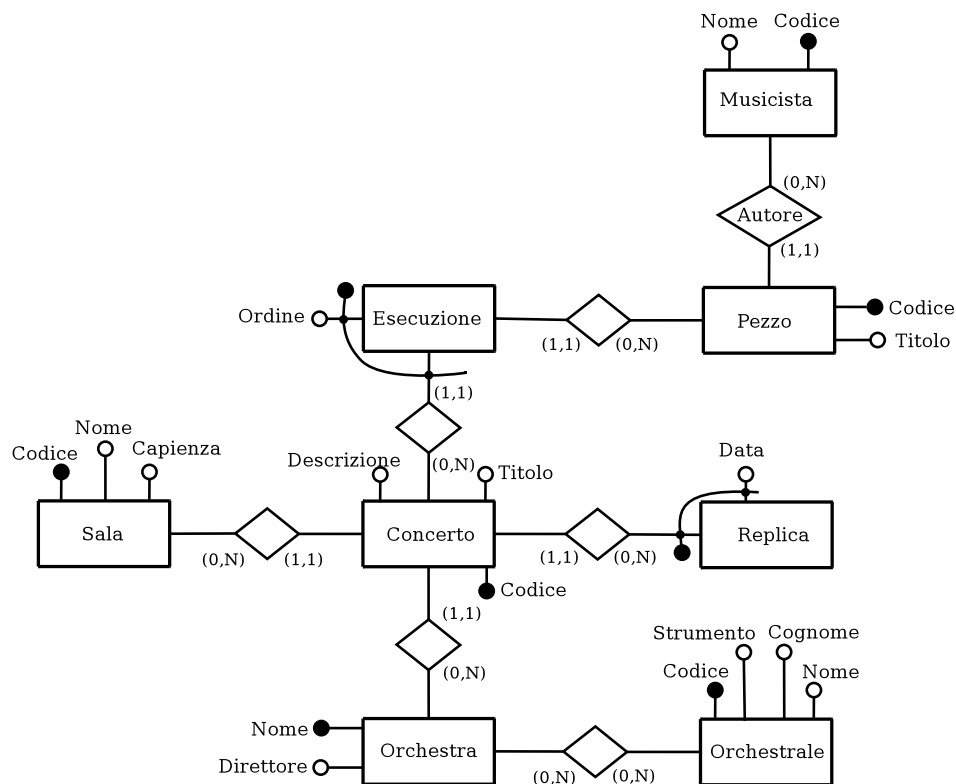 Nome Codice
Musicista
(0,N)
Autore
(1,1)
Ordine
Esecuzione
Pezzo
Codice
Titolo
(1,1) (0,N)
(1,1)
Nome
Codice
Capienza
Descrizione
(0,N)
Titolo
Data
Sala
Concerto
Replica
(0,N) (1,1)
(1,1) (0,N)
Codice
(1,1)
(0,N)
Strumento Cognome
Codice
Nome
Nome
Direttore
Orchestra
Orchestrale
(0,N) (0,N)